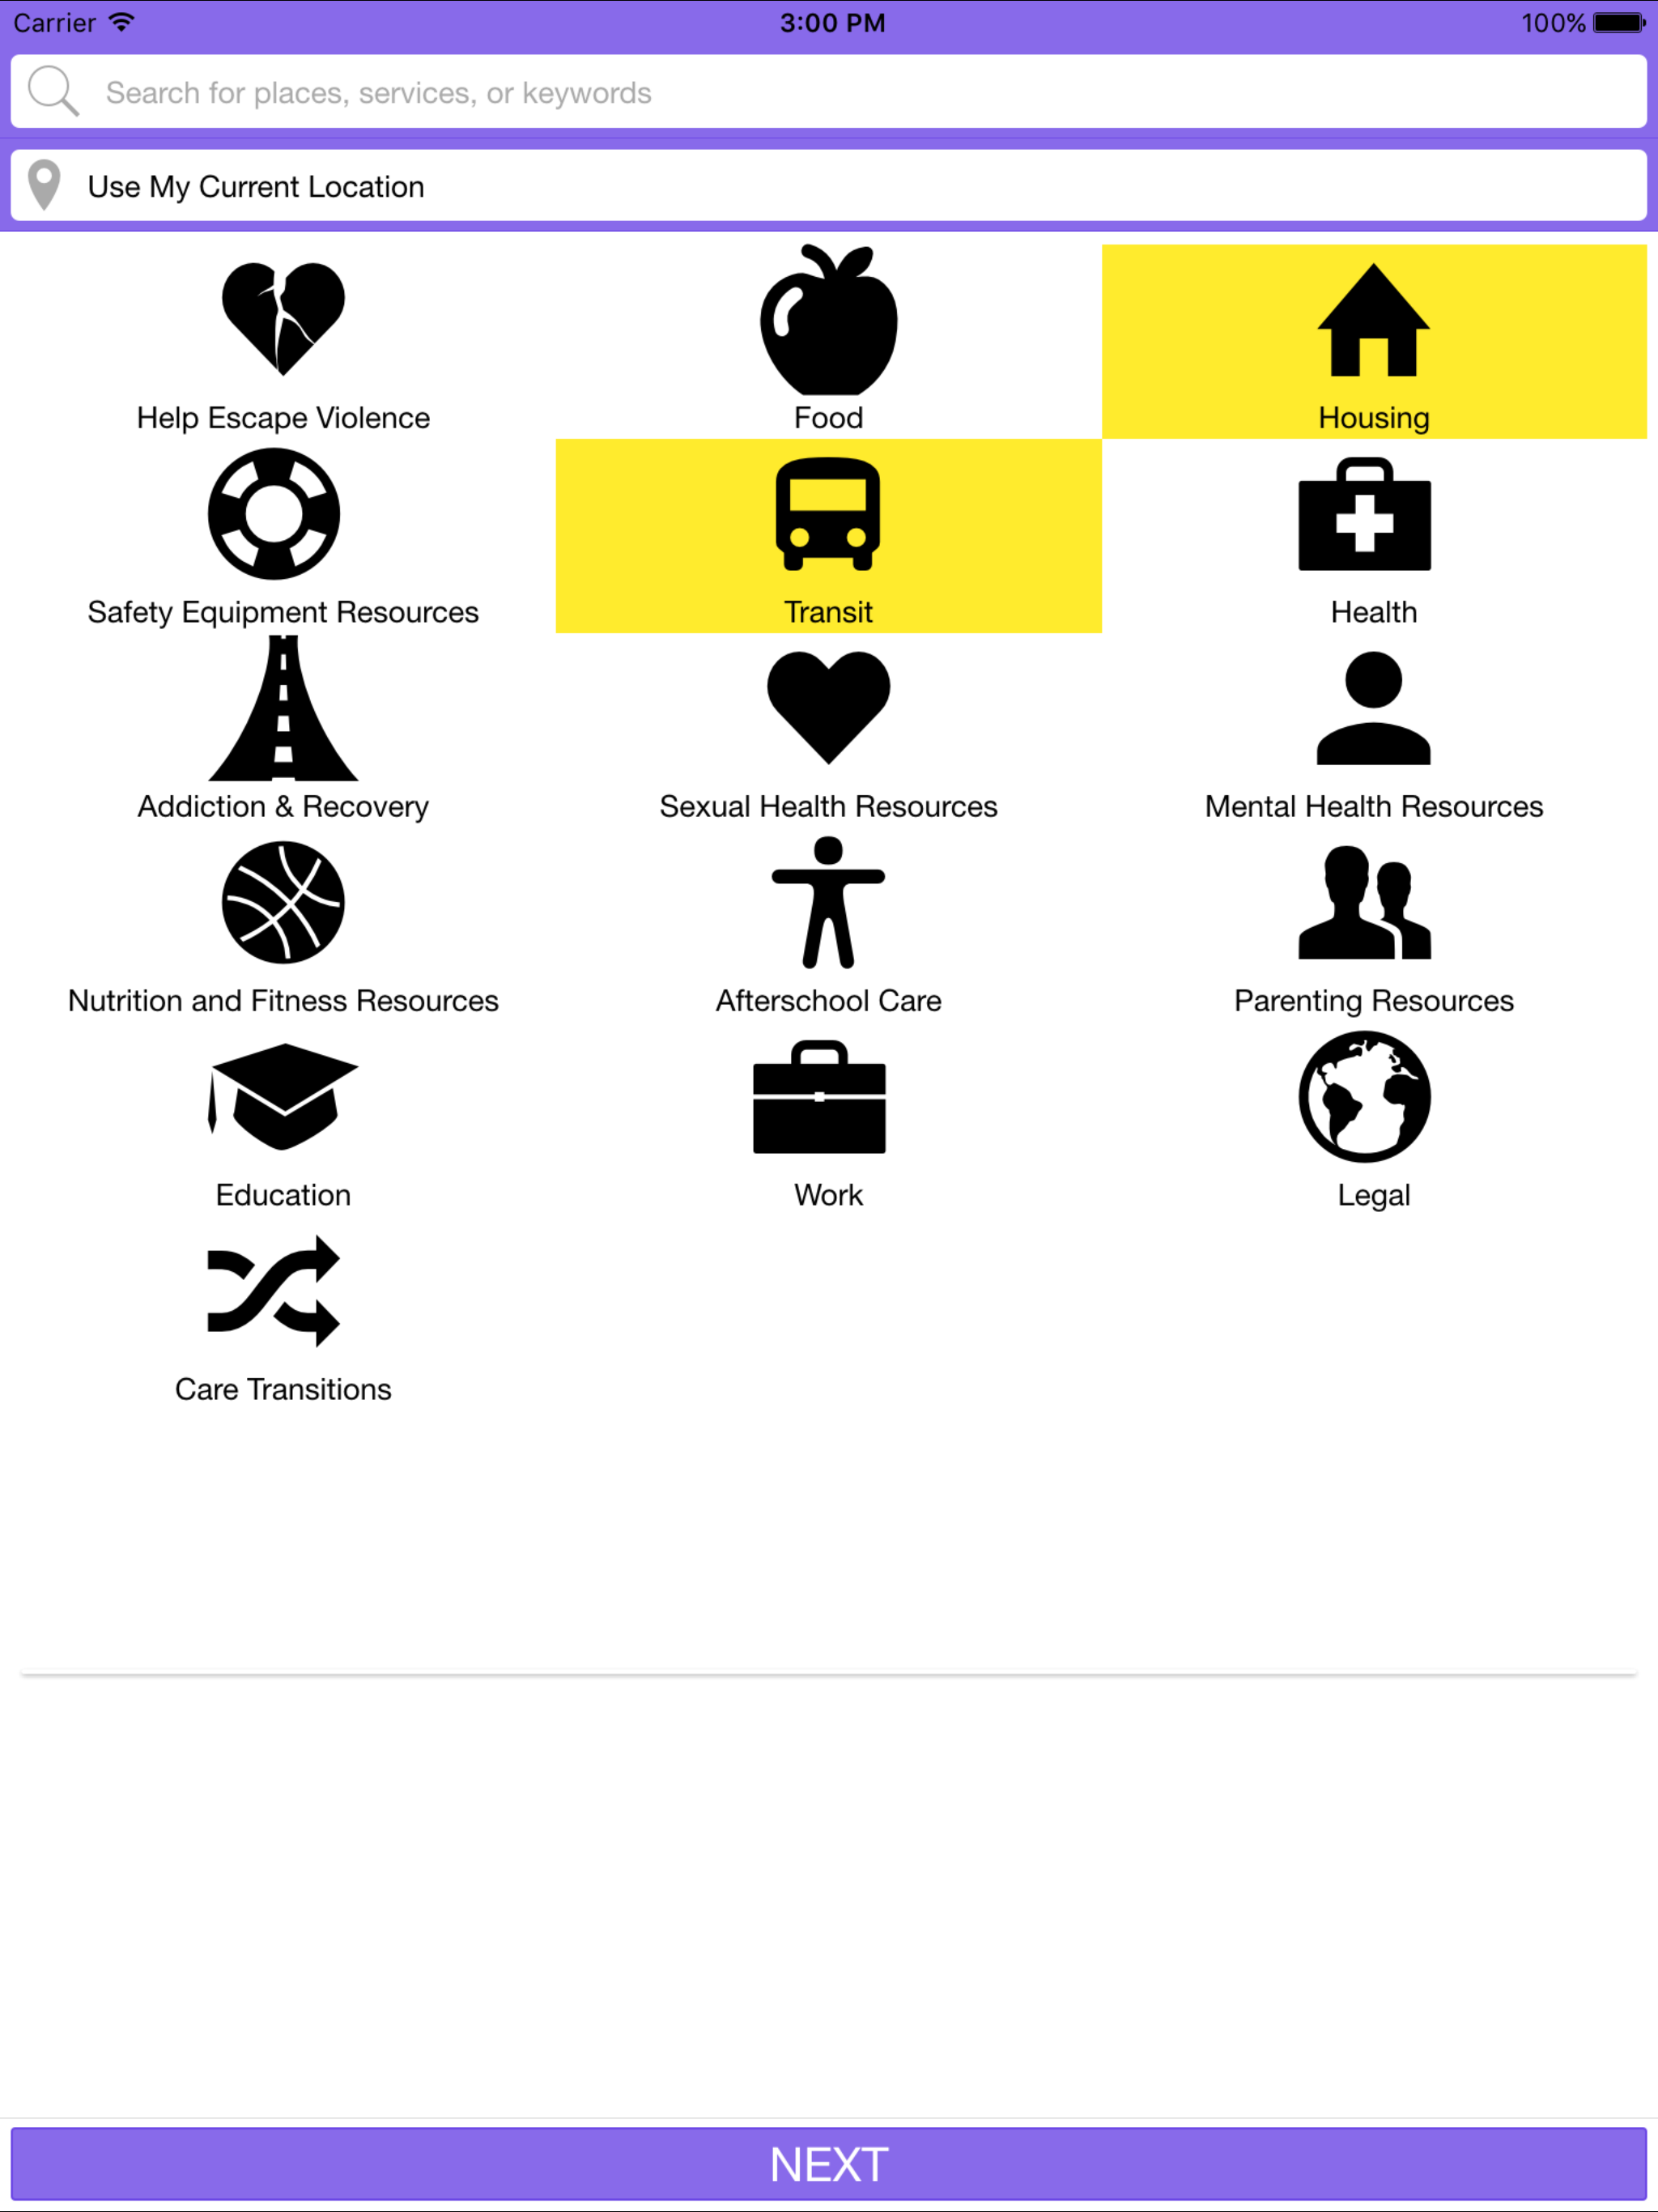 Carrier 3:00 PM 100%
Search for places, services, or keywords
Use My Current Location
Help Escape Violence Food Housing
Safety Equipment Resources Transit Health
Addiction & Recovery Sexual Health Resources Mental Health Resources
Nutrition and Fitness Resources Afterschool Care Parenting Resources
Education Work Legal
Care Transitions
NEXT